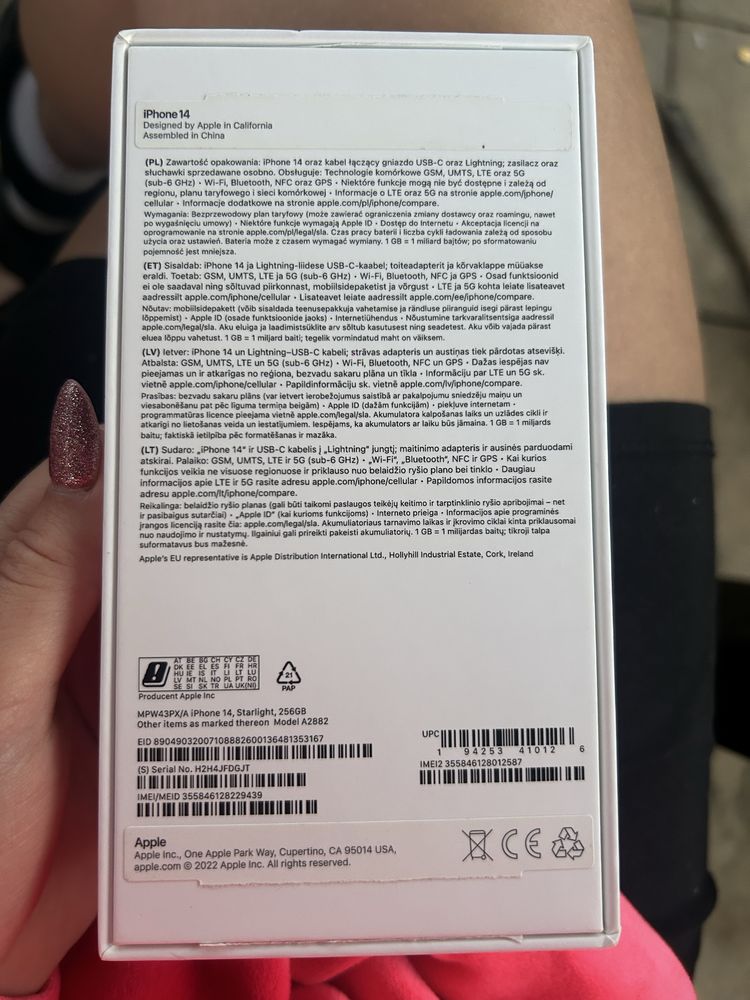 iPhone 14
Designed by Apple in California
Assembled in China
(PL) Zawartość opakowania: iPhone 14 oraz kabel łączący gniazdo USB-C oraz Lightning; zasilacz oraz
słuchawki sprzedawane osobno. Obsługuje: Technologie komórkowe GSM, UMTS, LTE oraz 5G
(sub-6 GHz) • Wi-Fi, Bluetooth, NFC oraz GPS • Niektóre funkcje mogą nie być dostępne i zależą od
regionu, planu taryfowego i sieci komórkowej • Informacje o LTE oraz 5G na stronie apple.com/iphone/
cellular • Informacje dodatkowe na stronie apple.com/pl/iphone/compare.
Wymagania: Bezprzewodowy plan taryfowy (może zawierać ograniczenia zmiany dostawcy oraz roamingu, nawet
po wygaśnięciu umowy) • Niektóre funkcje wymagają Apple ID • Dostęp do Internetu • Akceptacja licencji na
oprogramowanie na stronie apple.com/pl/legal/sla. Czas pracy baterii i liczba cykli ładowania zależą od sposobu
użycia oraz ustawień. Bateria może z czasem wymagać wymiany. 1 GB = 1 miliard bajtów; po sformatowaniu
pojemność jest mniejsza.
(ET) Sisaldab: iPhone 14 ja Lightning-liidese USB-C-kaabel; toiteadapterit ja kõrvaklappe müüakse
eraldi. Toetab: GSM, UMTS, LTE ja 5G (sub-6 GHz) • Wi-Fi, Bluetooth, NFC ja GPS • Osad funktsioonid
ei ole saadaval ning sõltuvad piirkonnast, mobiilsidepaketist ja võrgust • LTE ja 5G kohta leiate lisateavet
aadressilt apple.com/iphone/cellular • Lisateavet leiate aadressilt apple.com/ee/iphone/compare.
Nõutav: mobiilsidepakett (võib sisaldada teenusepakkuja vahetamise ja rändluse piiranguid isegi pärast lepingu
lõppemist) • Apple ID (osade funktsioonide jaoks) • Internetiühendus • Nõustumine tarkvaralitsentsiga aadressil
apple.com/legal/sla. Aku eluiga ja laadimistsüklite arv sõltub kasutusest ning seadetest. Aku võib vajada pärast
eluea lõppu vahetust. 1 GB = 1 miljard baiti; tegelik vormindatud maht on väiksem.
(LV) Ietver: iPhone 14 un Lightning–USB-C kabeli; strāvas adapteris un austiņas tiek pārdotas atsevišķi.
Atbalsta: GSM, UMTS, LTE un 5G (sub-6 GHz) • Wi-Fi, Bluetooth, NFC un GPS • Dažas iespējas nav
pieejamas un ir atkarīgas no reģiona, bezvadu sakaru plāna un tīkla • Informāciju par LTE un 5G sk.
vietnē apple.com/iphone/cellular • Papildinformāciju sk. vietnē apple.com/lv/iphone/compare.
Prasības: bezvadu sakaru plāns (var ietvert ierobežojumus saistībā ar pakalpojumu sniedzēju maiņu un
viesabonēšanu pat pēc līguma termiņa beigām) • Apple ID (dažām funkcijām) • piekļuve internetam •
programmatūras licence pieejama vietnē apple.com/legal/sla. Akumulatora kalpošanas laiks un uzlādes cikli ir
atkarīgi no lietošanas veida un iestatījumiem. Iespējams, ka akumulators ar laiku būs jāmaina. 1 GB = 1 miljards
baitu; faktiskā ietilpība pēc formatēšanas ir mazāka.
(LT) Sudaro: „iPhone 14“ ir USB-C kabelis į „Lightning“ jungtį; maitinimo adapteris ir ausinės parduodami
atskirai. Palaiko: GSM, UMTS, LTE ir 5G (sub-6 GHz) • „Wi-Fi“, „Bluetooth“, NFC ir GPS • Kai kurios
funkcijos veikia ne visuose regionuose ir priklauso nuo belaidžio ryšio plano bei tinklo • Daugiau
informacijos apie LTE ir 5G rasite adresu apple.com/iphone/cellular • Papildomos informacijos rasite
adresu apple.com/lt/iphone/compare.
Reikalinga: belaidžio ryšio planas (gali būti taikomi paslaugos teikėjų keitimo ir tarptinklinio ryšio apribojimai – net
ir pasibaigus sutarčiai) • „Apple ID“ (kai kurioms funkcijoms) • Interneto prieiga • Informacijos apie programinės
įrangos licenciją rasite čia: apple.com/legal/sla. Akumuliatoriaus tarnavimo laikas ir įkrovimo ciklai kinta priklausomai
nuo naudojimo ir nustatymų. Ilgainiui gali prireikti pakeisti akumuliatorių. 1 GB = 1 milijardas baitų; tikroji talpa
suformatavus bus mažesnė.
Apple's EU representative is Apple Distribution International Ltd., Hollyhill Industrial Estate, Cork, Ireland
AT BE BG CH CY CZ DE
DK EE EL ES FI FR HR
HU IE IS IT LI LT LU
LV MT NL NO PL PT RO
SE SI SK TR UA UK(NI)
21
PAP
Producent Apple Inc
MPW43PX/A iPhone 14, Starlight, 256GB
Other items as marked thereon Model A2882
EID 89049032007108882600136481353167
(S) Serial No. H2H4JFDGJT
IMEI/MEID 355846128229439
UPC
1 94253 41012 6
IMEI2 355846128012587
Apple
Apple Inc., One Apple Park Way, Cupertino, CA 95014 USA,
apple.com © 2022 Apple Inc. All rights reserved.
CE